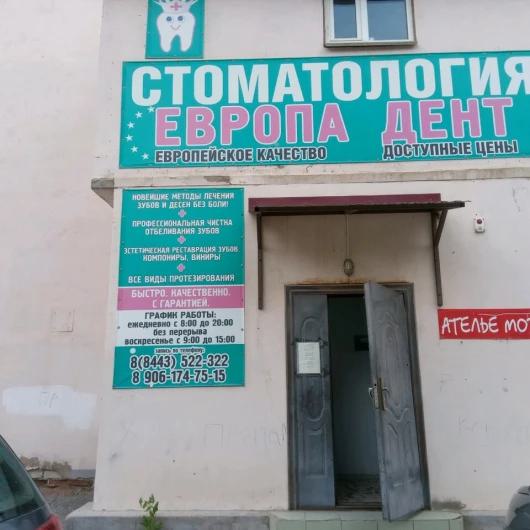 СТОМАТОЛОГИЯ
ЕВРОПА ДЕНТ
ЕВРОПЕЙСКОЕ КАЧЕСТВО ДОСТУПНЫЕ ЦЕНЫ
НОВЕЙШИЕ МЕТОДЫ ЛЕЧЕНИЯ
ЗУБОВ И ДЕСЕН БЕЗ БОЛИ!
ПРОФЕССИОНАЛЬНАЯ ЧИСТКА
ОТБЕЛИВАНИЯ ЗУБОВ
ЭСТЕТИЧЕСКАЯ РЕСТАВРАЦИЯ ЗУБОВ
КОМПОНИРЫ, ВИНИРЫ
ВСЕ ВИДЫ ПРОТЕЗИРОВАНИЯ
БЫСТРО. КАЧЕСТВЕННО.
С ГАРАНТИЕЙ.
ГРАФИК РАБОТЫ:
ежедневно с 8:00 до 20:00
без перерыва
воскресенье с 9:00 до 15:00
запись по телефону:
8(8443) 522-322
8 906-174-75-15
АТЕЛЬЕ МО